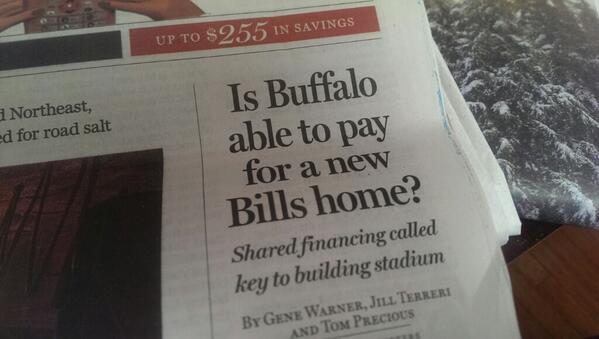 UP TO $255 IN SAVINGS
Northeast,
for road salt
Is Buffalo
able to pay
for a new
Bills home?
Shared financing called
key to building stadium
BY GENE WARNER, JILL TERRERI
AND TOM PRECIOUS